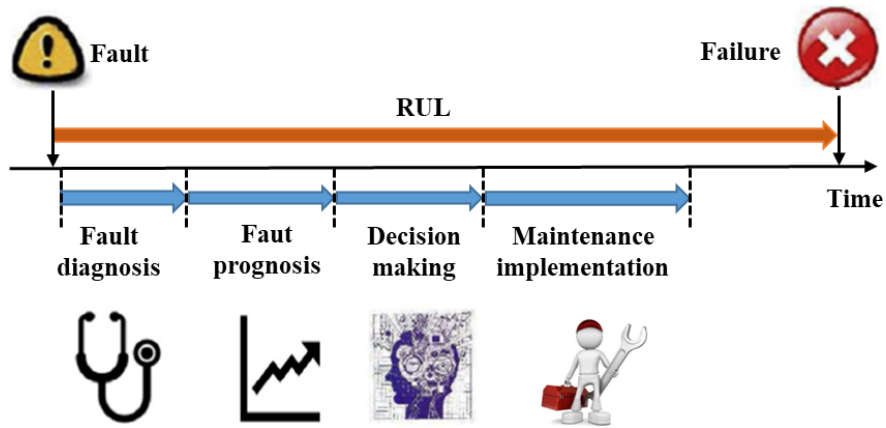 Fault
Failure
RUL
Time
Fault
diagnosis
Faut
prognosis
Decision
making
Maintenance
implementation